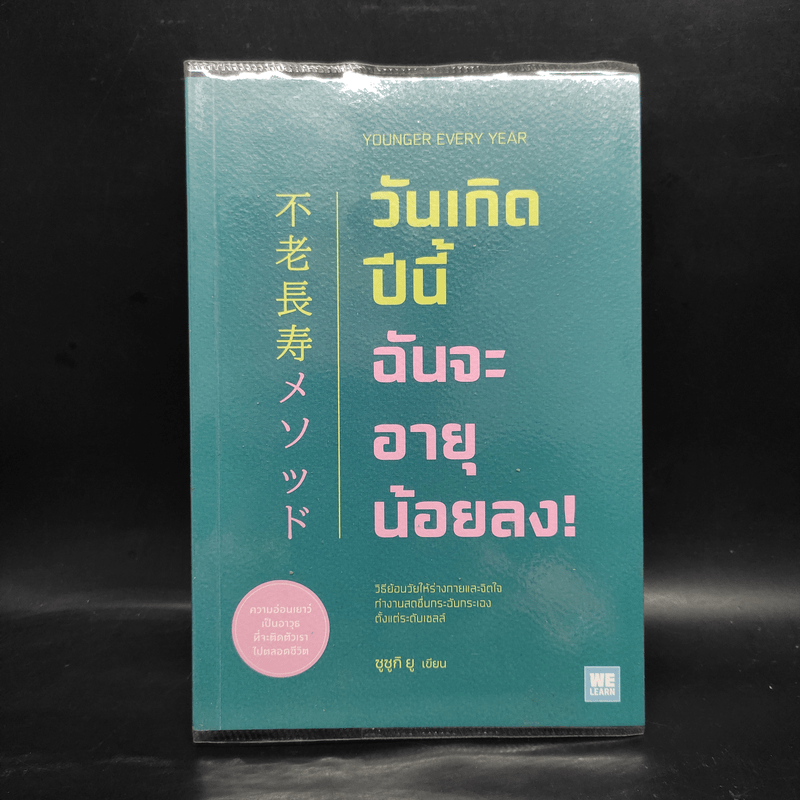 YOUNGER EVERY YEAR
วันเกิด
ปีนี้
ฉันจะ
อายุ
น้อยลง!
不老長寿メソッド
วิธีย้อนวัยให้ร่างกายและจิตใจ
ทำงานสดชื่นกระฉับกระเฉง
ตั้งแต่ระดับเซลล์
ความอ่อนเยาว์
เป็นอาวุธ
ที่จะติดตัวเรา
ไปตลอดชีวิต
ซูซูกิ ยู เขียน
WE
LEARN